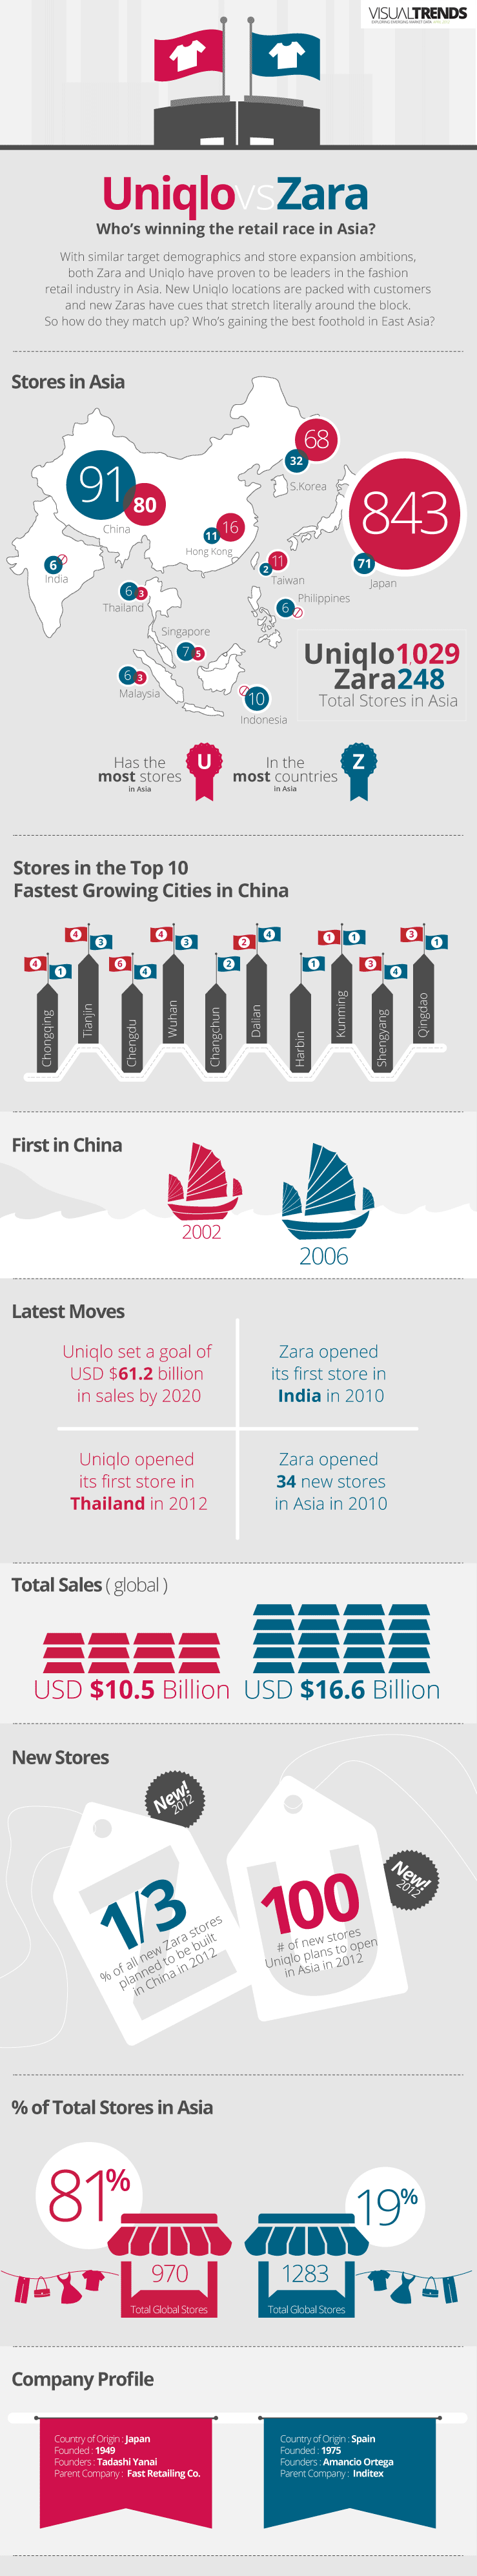 VISUALTRENDS
Uniqlo vs Zara
Who's winning the retail race in Asia?
With similar target demographics and store expansion ambitions,
both Zara and Uniqlo have proven to be leaders in the fashion
retail industry in Asia. New Uniqlo locations are packed with customers
and new Zaras have cues that stretch literally around the block.
So how do they match up? Who's gaining the best foothold in East Asia?
Stores in Asia
68
32
S.Korea
91
80
China
843
71
Japan
16
11
Hong Kong
11
2
Taiwan
6
India
6
3
Thailand
Philippines
6
Singapore
7
5
6
3
Malaysia
10
Indonesia
Uniqlo1,029
Zara248
Total Stores in Asia
Has the
most stores
in Asia
U
In the
most countries
in Asia
Z
Stores in the Top 10
Fastest Growing Cities in China
4
1
Chongqing
4
3
Tianjin
6
4
Chengdu
4
3
Wuhan
2
Changchun
2
4
Dalian
1
Harbin
1
1
Kunming
3
4
Shengyang
3
1
Qingdao
First in China
2002
2006
Latest Moves
Uniqlo set a goal of
USD $61.2 billion
in sales by 2020
Zara opened
its first store in
India in 2010
Uniqlo opened
its first store in
Thailand in 2012
Zara opened
34 new stores
in Asia in 2010
Total Sales ( global )
USD $10.5 Billion
USD $16.6 Billion
New Stores
New!
2012
1/3
% of all new Zara stores
planned to be built
in China in 2012
New!
2012
100
# of new stores
Uniqlo plans to open
in Asia in 2012
% of Total Stores in Asia
81%
970
Total Global Stores
19%
1283
Total Global Stores
Company Profile
Country of Origin : Japan
Founded : 1949
Founders : Tadashi Yanai
Parent Company : Fast Retailing Co.
Country of Origin : Spain
Founded : 1975
Founders : Amancio Ortega
Parent Company : Inditex